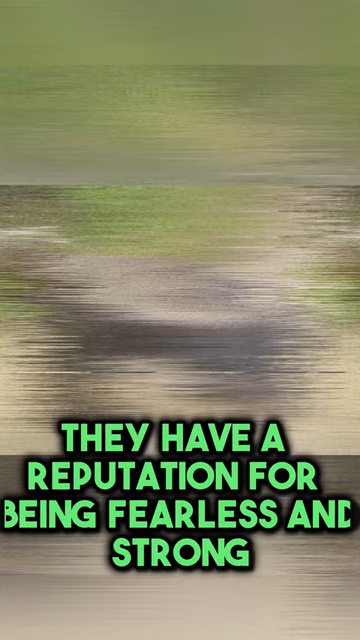 THEY HAVE A
REPUTATION FOR
BEING FEARLESS AND
STRONG